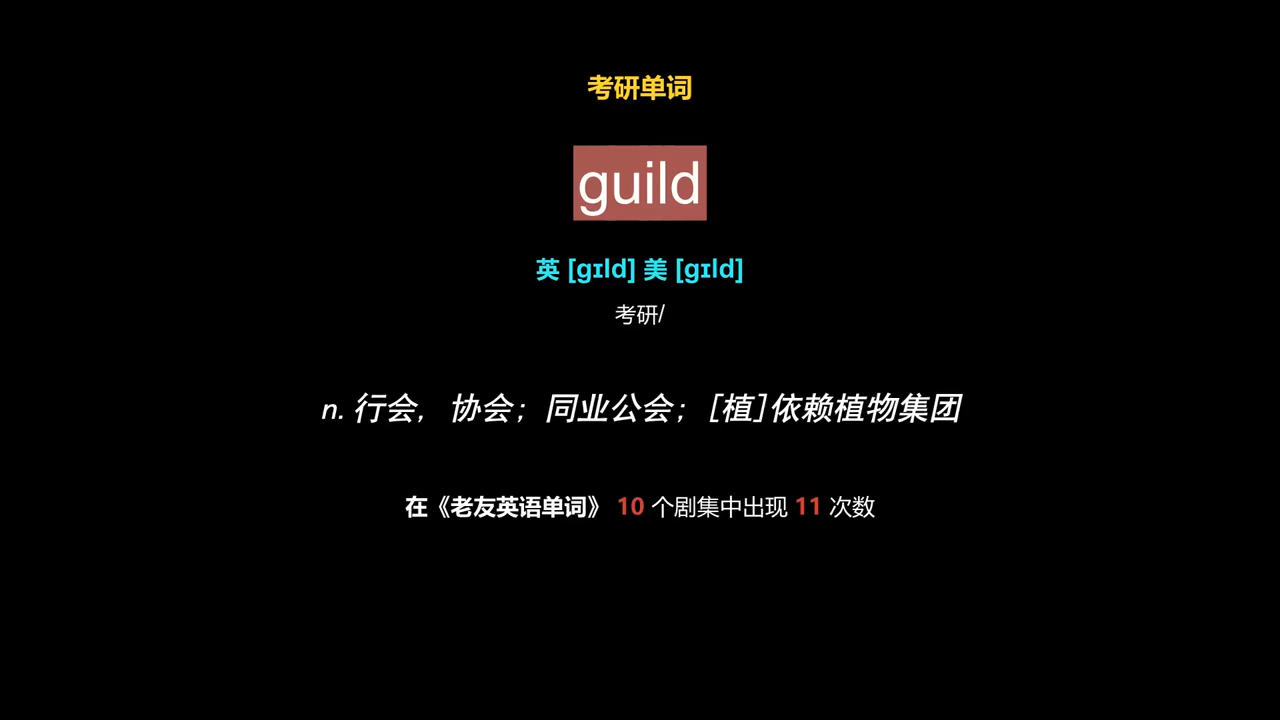 考研单词
guild
英 [gɪld] 美 [gɪld]
考研/
n. 行会，协会；同业公会；[植]依赖植物集团
在《老友英语单词》 10 个剧集中出现 11 次数